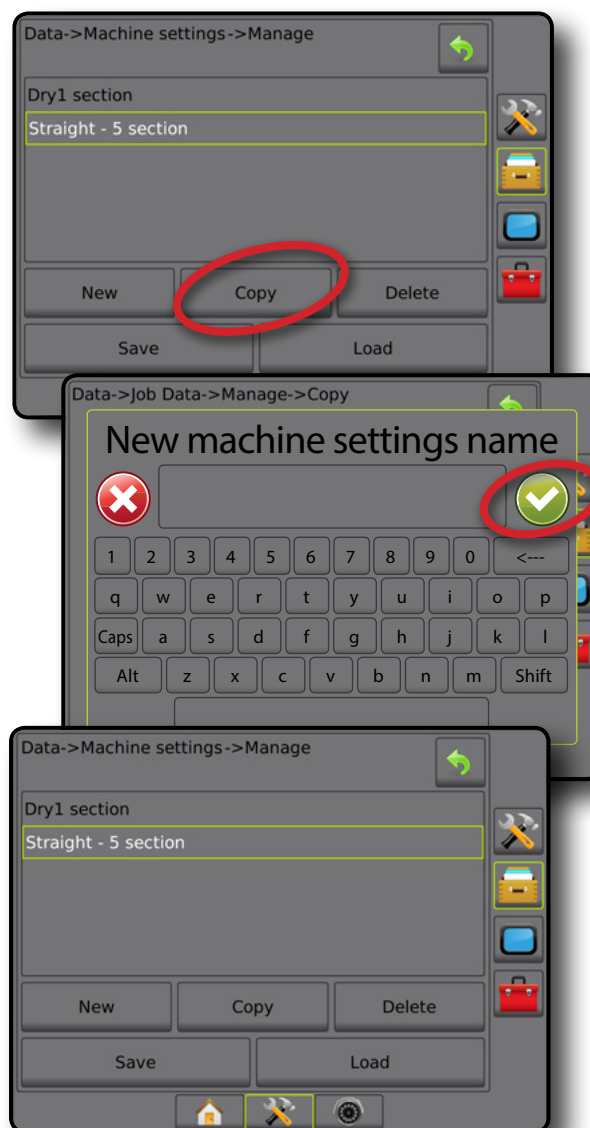 Data->Machine settings->Manage
Dry1 section
Straight - 5 section
New Copy Delete
Save Load
Data->Job Data->Manage->Copy
New machine settings name
1 2 3 4 5 6 7 8 9 0 <---
q w e r t y u i o p
Caps a s d f g h j k l
Alt z x c v b n m Shift
Data->Machine settings->Manage
Dry1 section
Straight - 5 section
New Copy Delete
Save Load